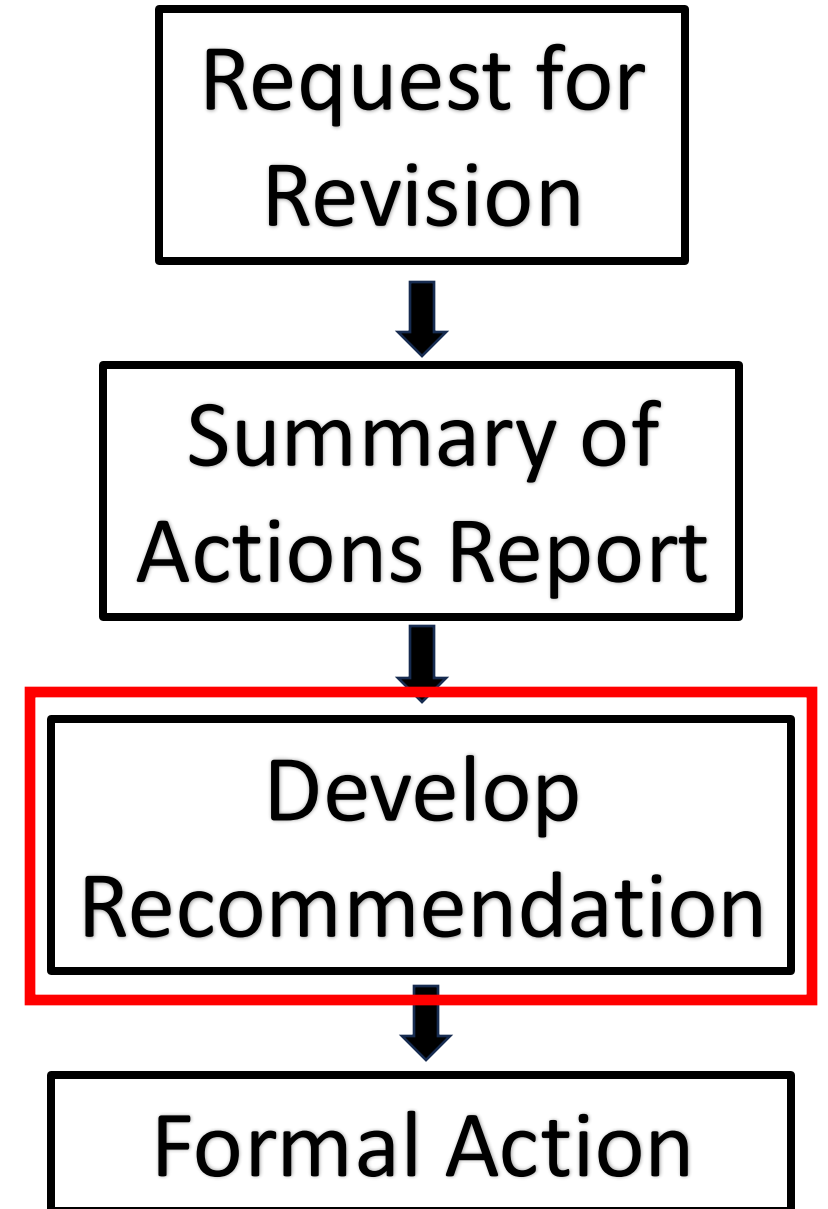 Request for
Revision
Summary of
Actions Report
Develop
Recommendation
Formal Action